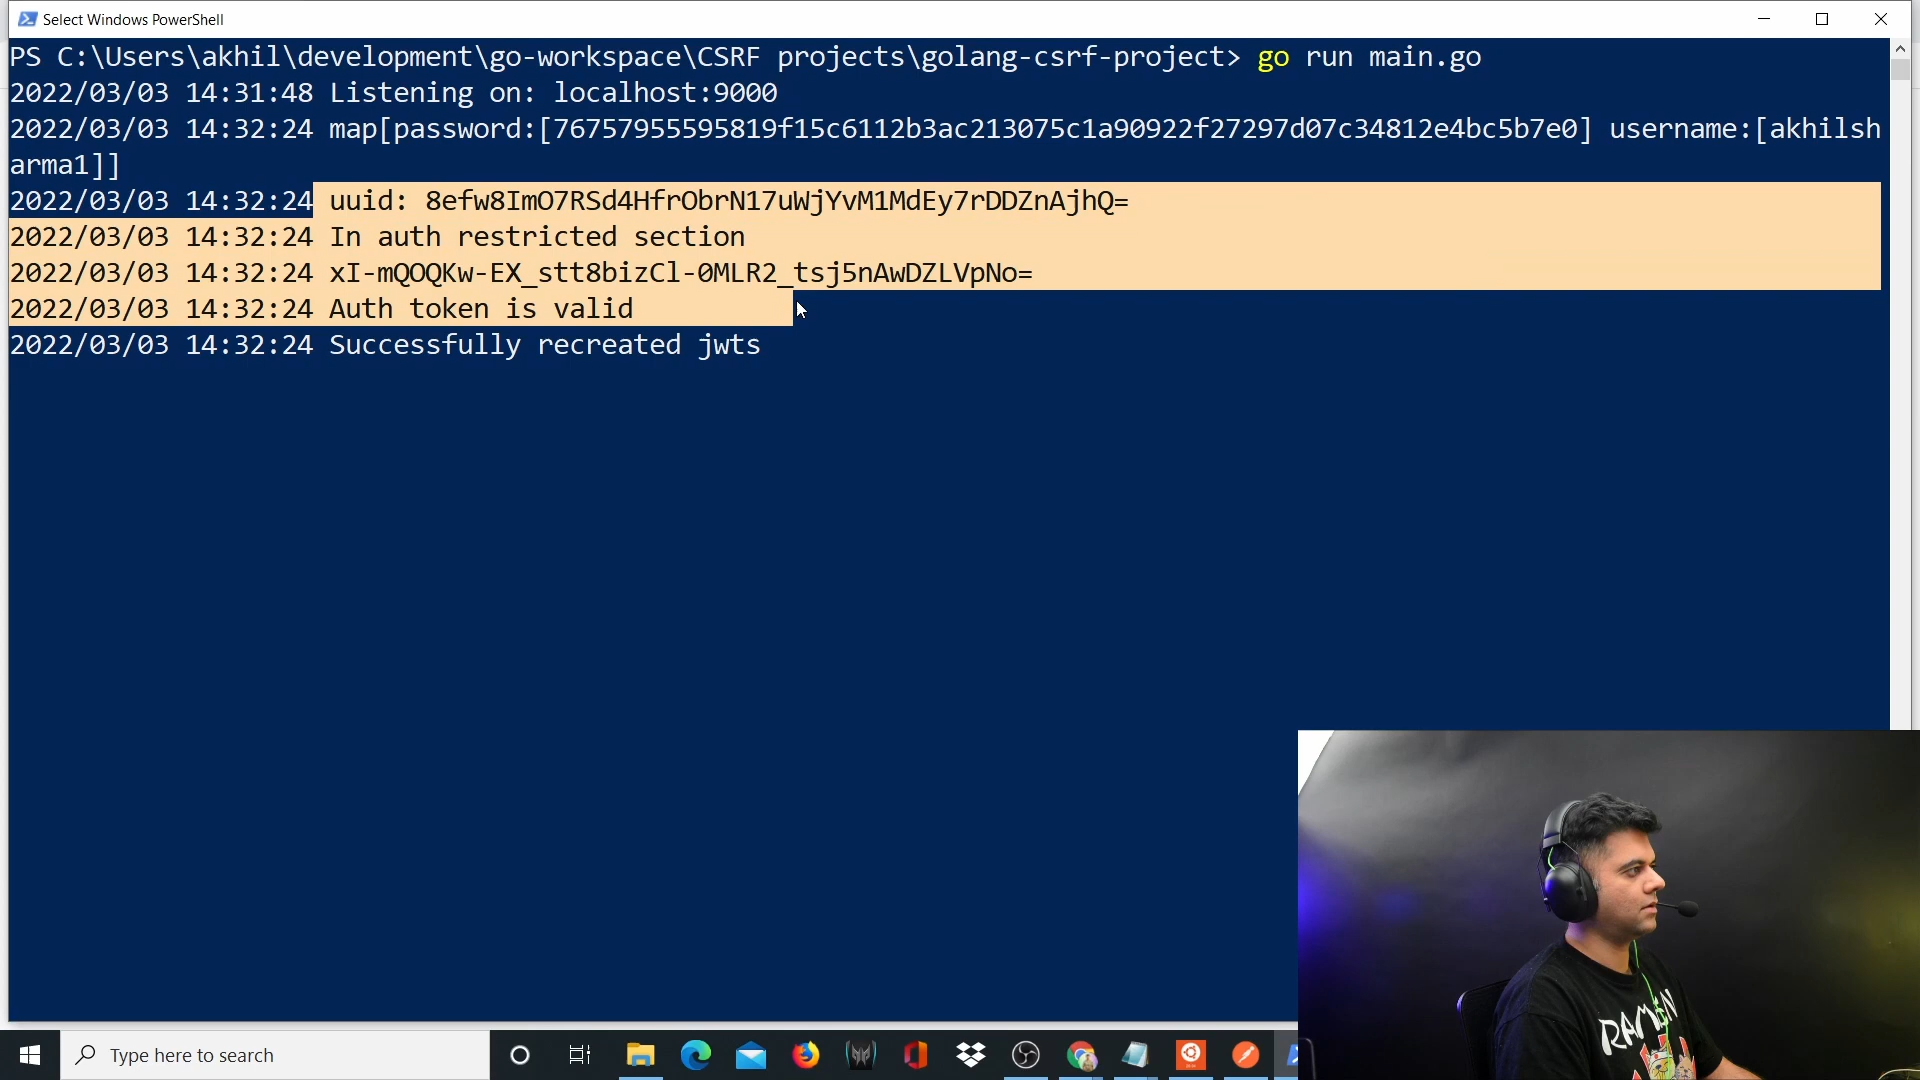 Select Windows PowerShell
PS C:\Users\akhil\development\go-workspace\CSRF projects\golang-csrf-project> go run main.go
2022/03/03 14:31:48 Listening on: localhost:9000
2022/03/03 14:32:24 map[password:[76757955595819f15c6112b3ac213075c1a90922f27297d07c34812e4bc5b7e0] username:[akhilsh
arma1]]
2022/03/03 14:32:24 uuid: 8efw8ImO7RSd4HfrObrN17uWjYvM1MdEy7rDDZnAjhQ=
2022/03/03 14:32:24 In auth restricted section
2022/03/03 14:32:24 xI-mQOQKw-EX_stt8bizCl-0MLR2_tsj5nAwDZLVpNo=
2022/03/03 14:32:24 Auth token is valid
2022/03/03 14:32:24 Successfully recreated jwts
RAMEN
Type here to search